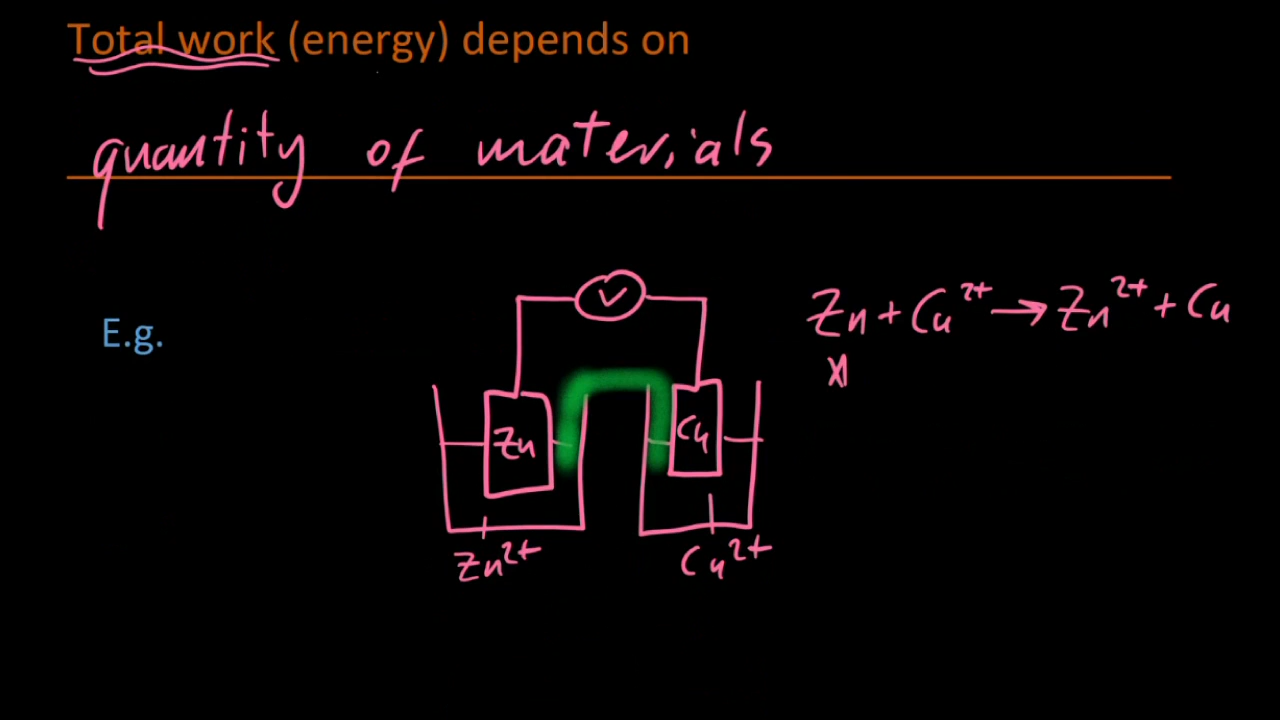 Total work (energy) depends on
quantity of materials
E.g.
V
Zn + Cu²⁺ → Zn²⁺ + Cu
Zn
Cu
Zn²⁺
Cu²⁺